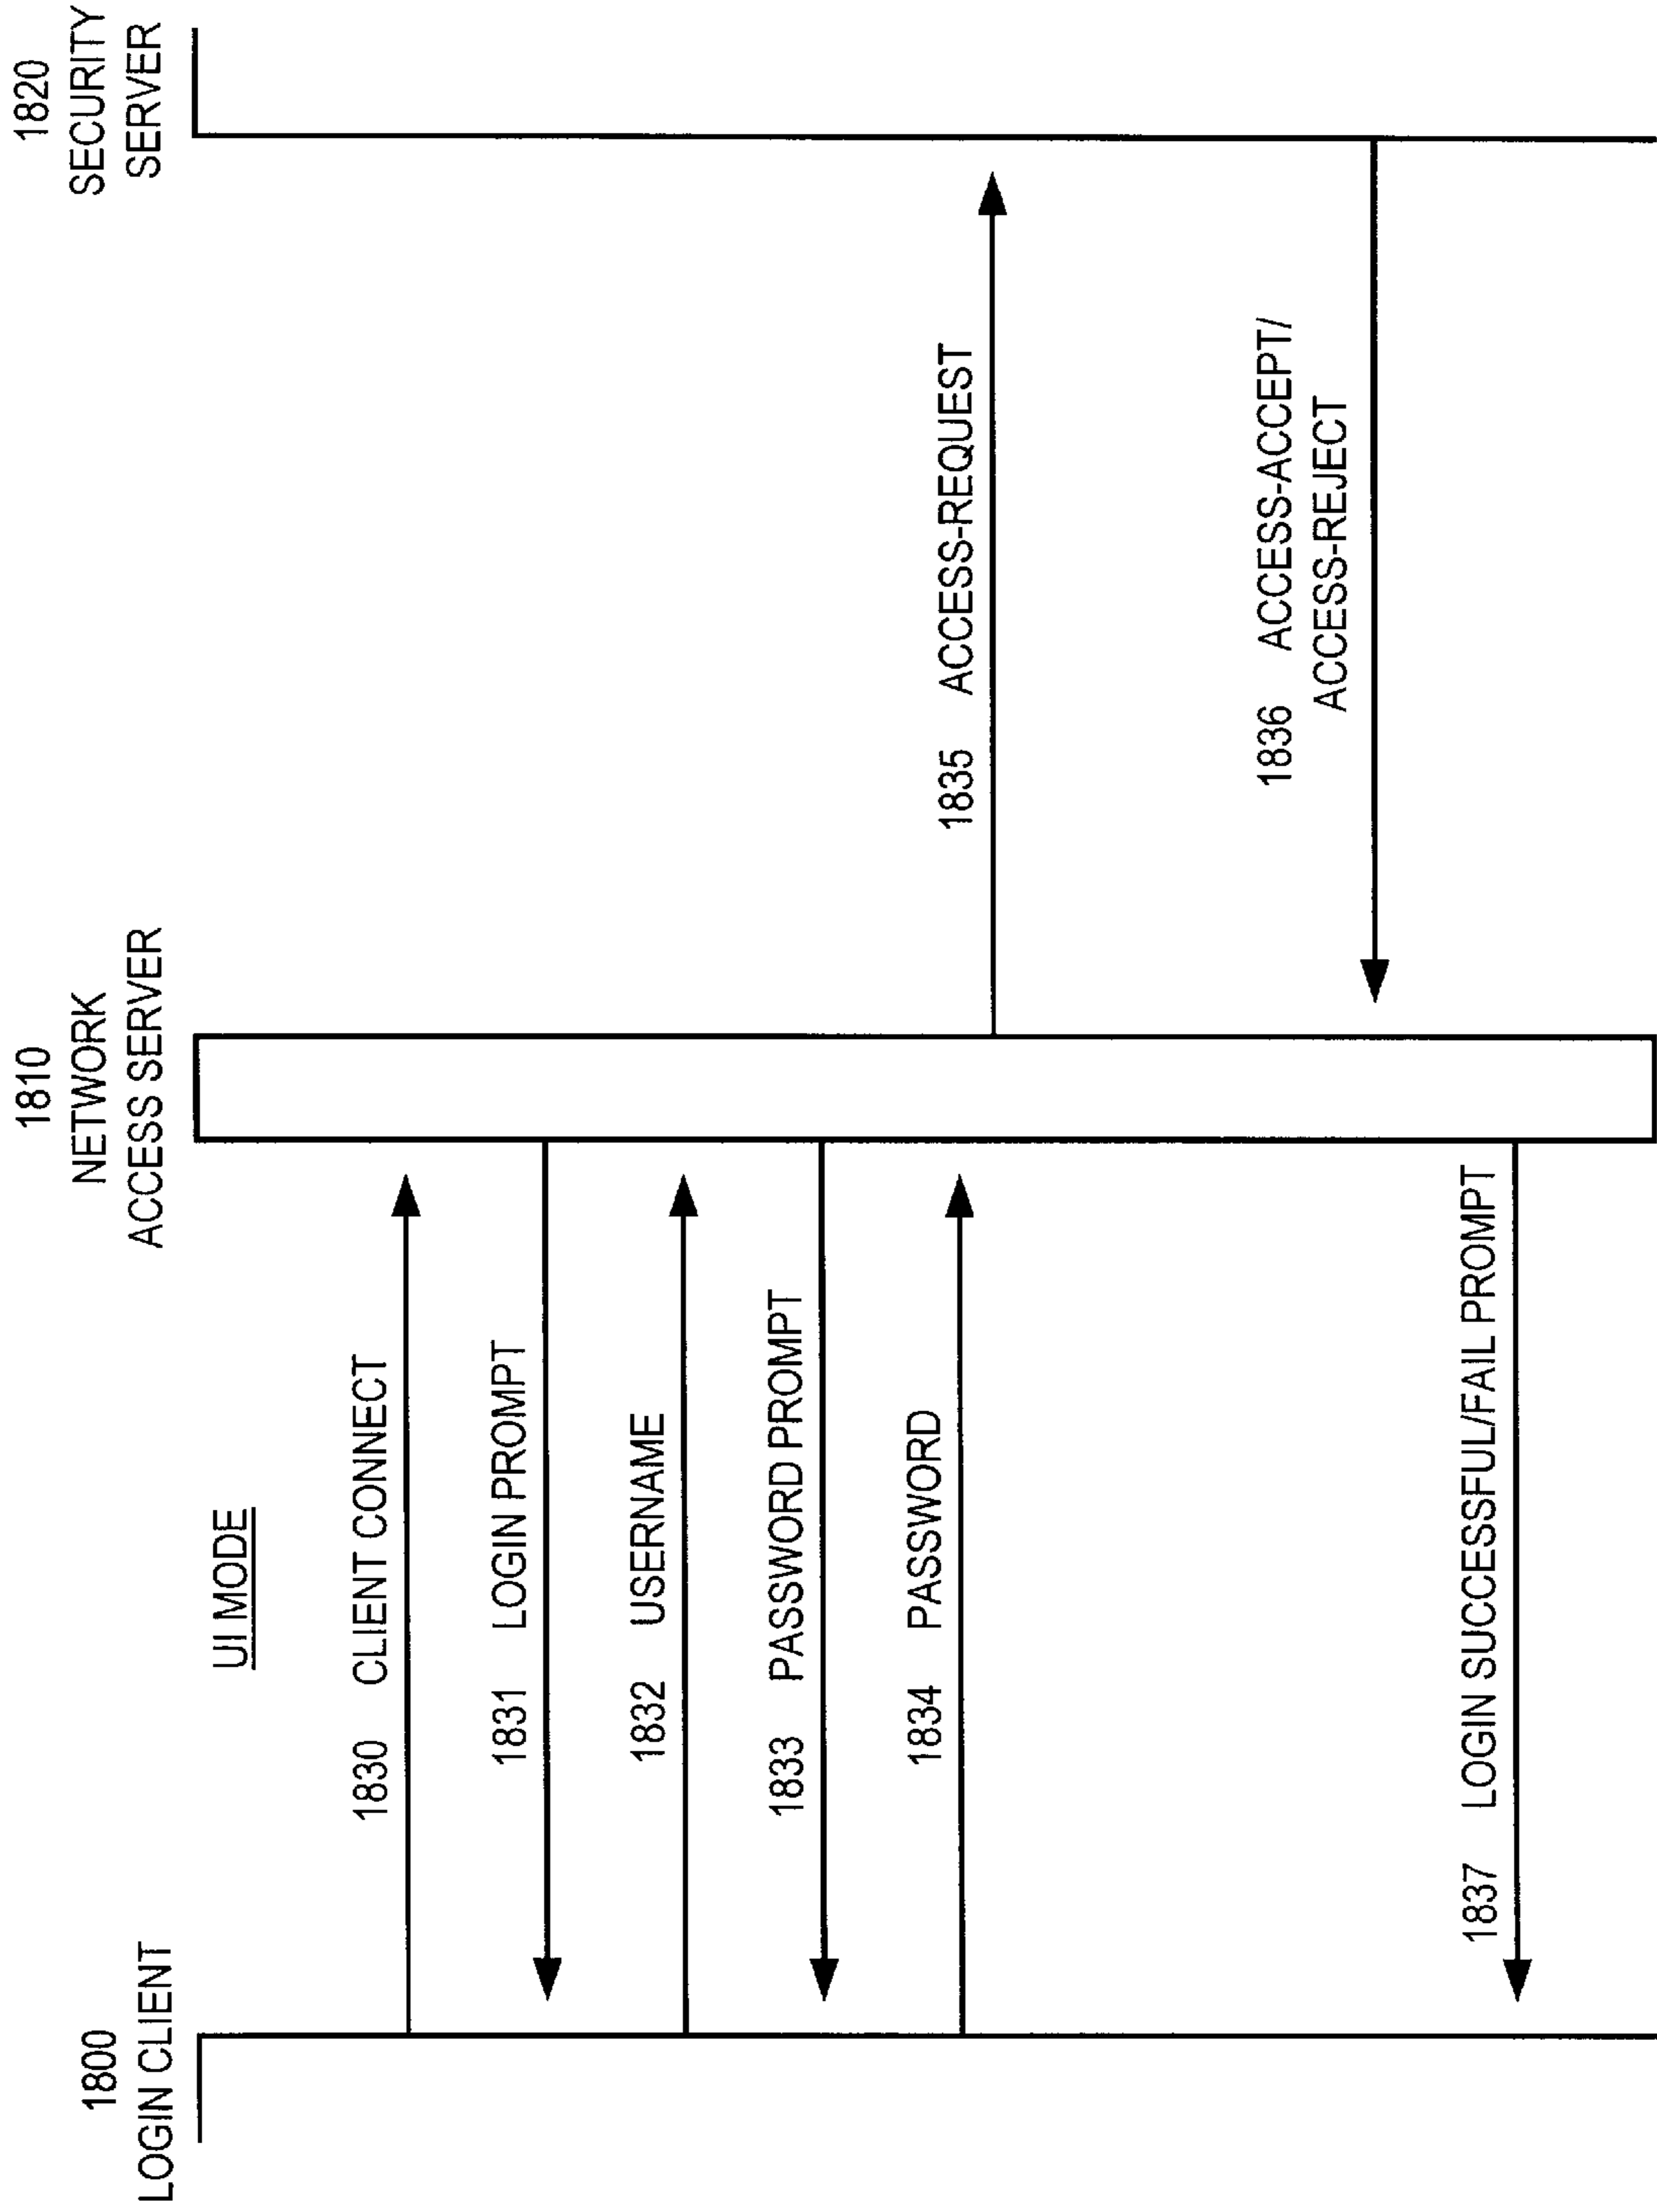 1800
LOGIN CLIENT
1810
NETWORK
ACCESS SERVER
1820
SECURITY
SERVER
UI MODE
1830 CLIENT CONNECT
1831 LOGIN PROMPT
1832 USERNAME
1833 PASSWORD PROMPT
1834 PASSWORD
1835 ACCESS-REQUEST
1836 ACCESS-ACCEPT/
ACCESS-REJECT
1837 LOGIN SUCCESSFUL/FAIL PROMPT